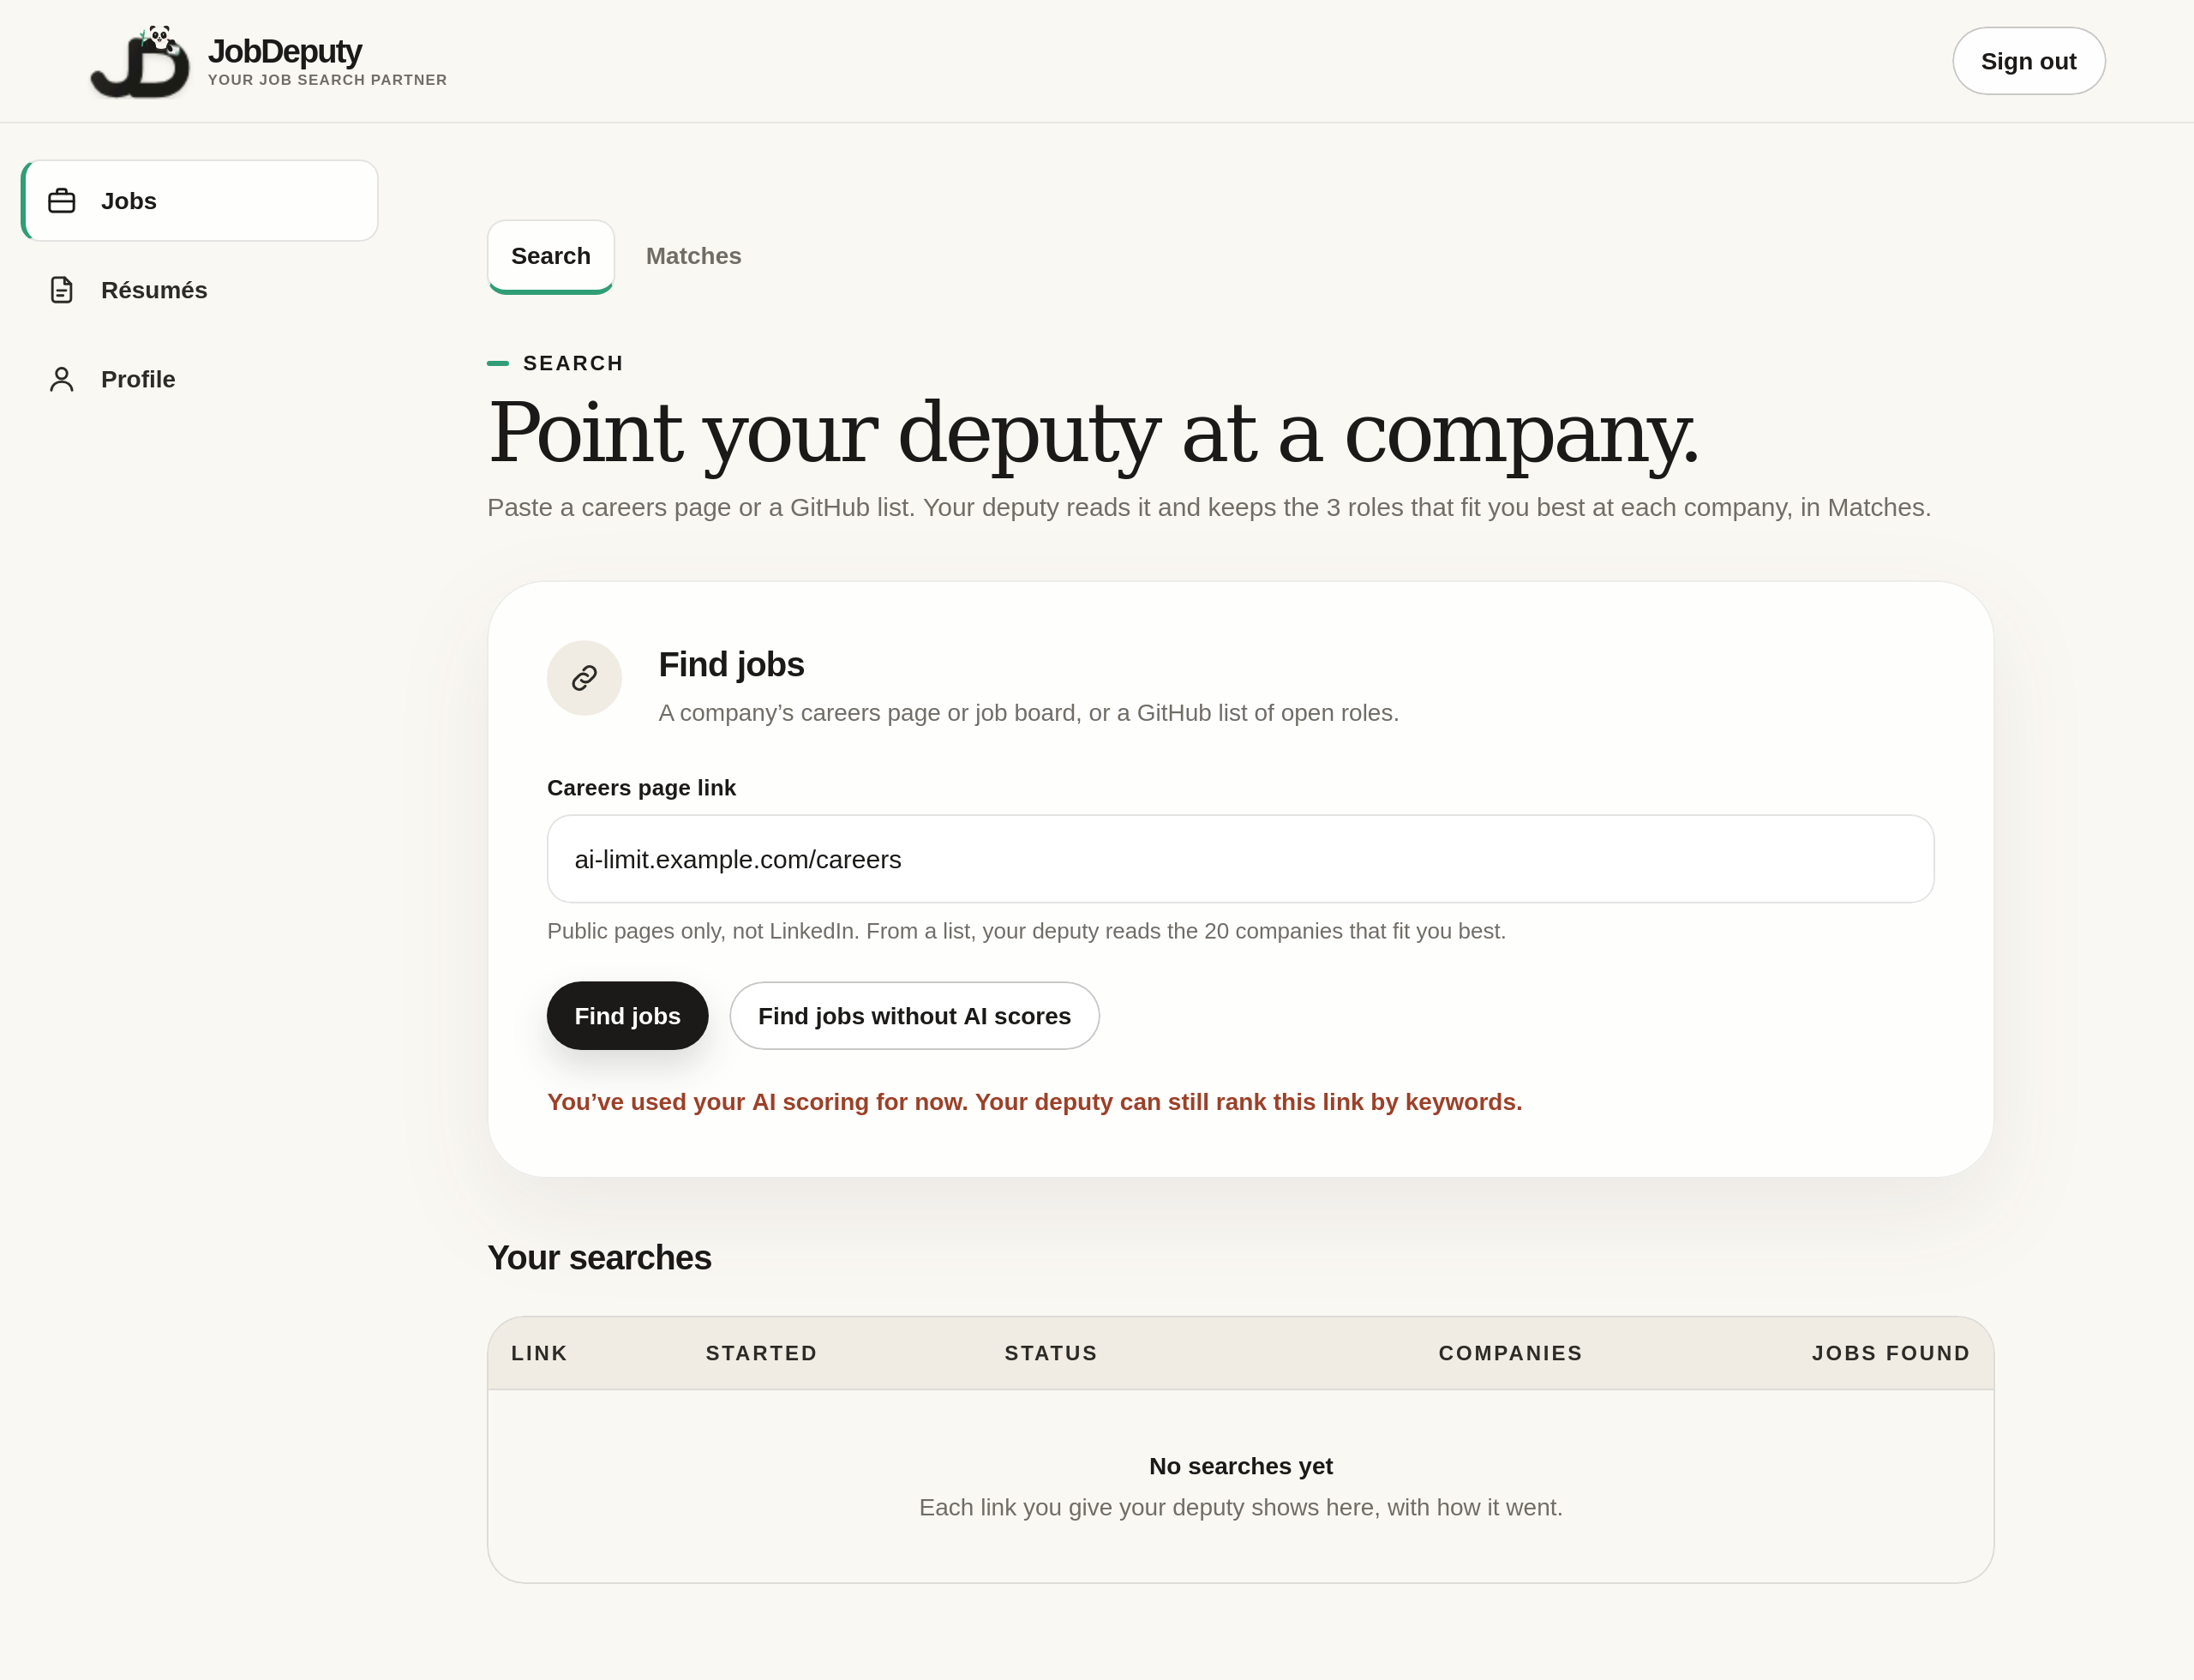 JobDeputy
YOUR JOB SEARCH PARTNER
Sign out
Jobs
Résumés
Profile
Search
Matches
SEARCH
Point your deputy at a company.
Paste a careers page or a GitHub list. Your deputy reads it and keeps the 3 roles that fit you best at each company, in Matches.
Find jobs
A company’s careers page or job board, or a GitHub list of open roles.
Careers page link
ai-limit.example.com/careers
Public pages only, not LinkedIn. From a list, your deputy reads the 20 companies that fit you best.
Find jobs
Find jobs without AI scores
You’ve used your AI scoring for now. Your deputy can still rank this link by keywords.
Your searches
LINK STARTED STATUS COMPANIES JOBS FOUND
No searches yet
Each link you give your deputy shows here, with how it went.